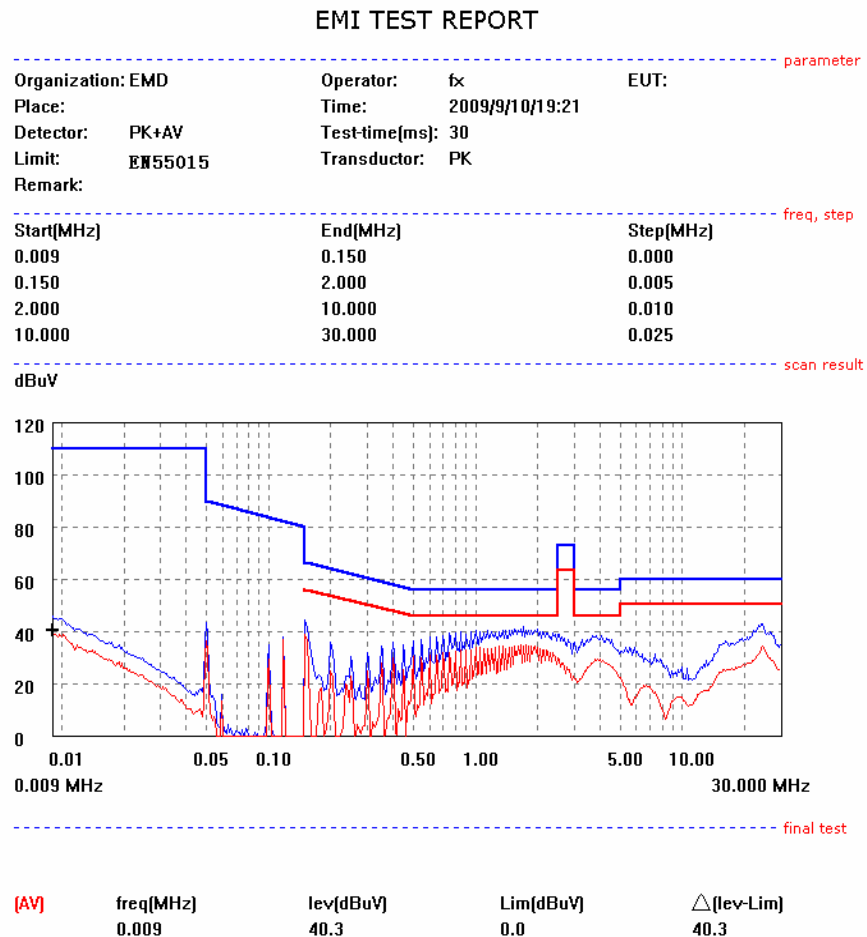 EMI TEST REPORT
parameter
Organization: EMD Operator: fx EUT:
Place: Time: 2009/9/10/19:21
Detector: PK+AV Test-time(ms): 30
Limit: EN55015 Transductor: PK
Remark:
freq, step
Start(MHz) End(MHz) Step(MHz)
0.009 0.150 0.000
0.150 2.000 0.005
2.000 10.000 0.010
10.000 30.000 0.025
scan result
dBuV
120
100
80
60
40
20
0
0.01 0.05 0.10 0.50 1.00 5.00 10.00
0.009 MHz 30.000 MHz
final test
(AV) freq(MHz) lev(dBuV) Lim(dBuV) △(lev-Lim)
0.009 40.3 0.0 40.3